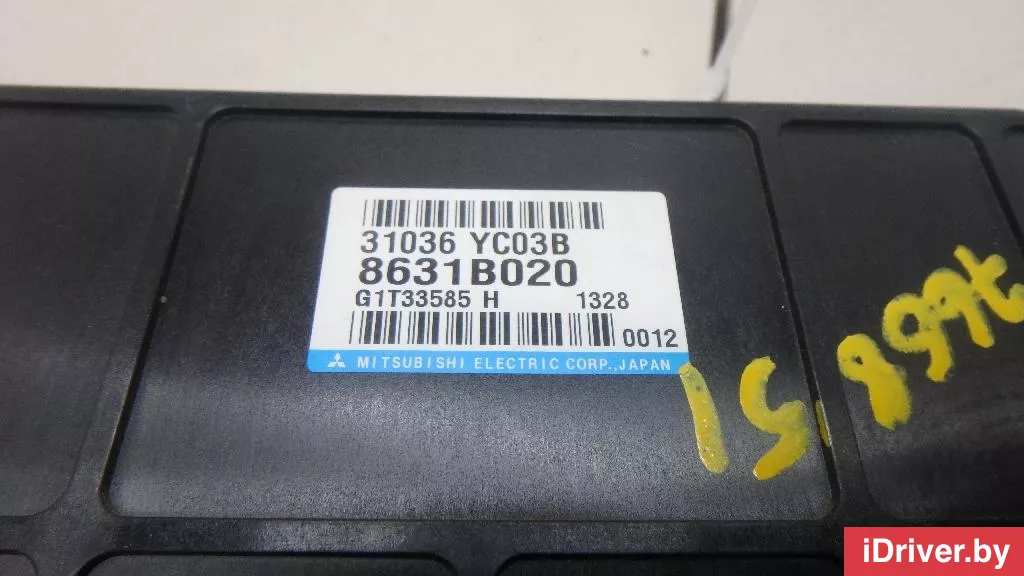 31036 YC03B
8631B020
G1T33585 H 1328
0012
MITSUBISHI ELECTRIC CORP.,JAPAN
iDriver.by